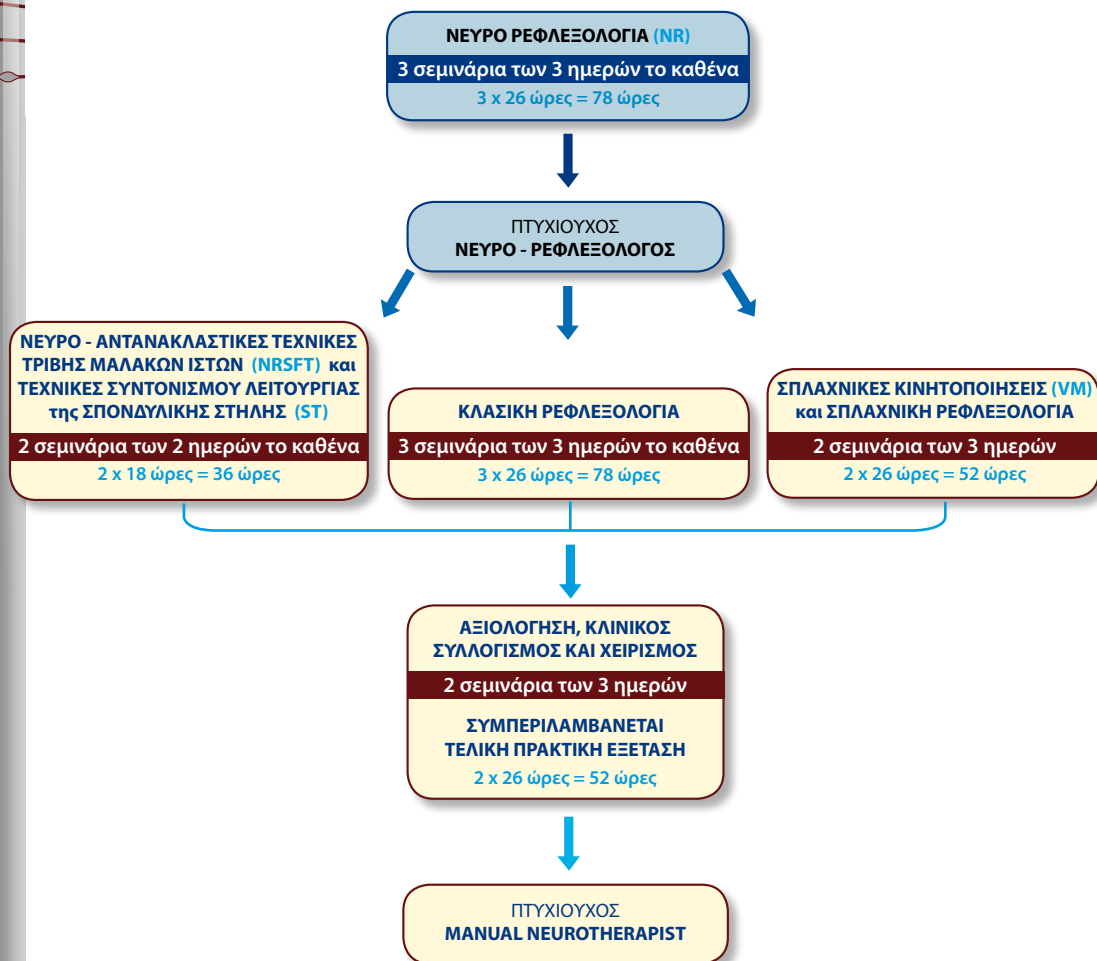 ΝΕΥΡΟ ΡΕΦΛΕΞΟΛΟΓΙΑ (NR)
3 σεμινάρια των 3 ημερών το καθένα
3 x 26 ώρες = 78 ώρες
ΠΤΥΧΙΟΥΧΟΣ
ΝΕΥΡΟ - ΡΕΦΛΕΞΟΛΟΓΟΣ
ΝΕΥΡΟ - ΑΝΤΑΝΑΚΛΑΣΤΙΚΕΣ ΤΕΧΝΙΚΕΣ
ΤΡΙΒΗΣ ΜΑΛΑΚΩΝ ΙΣΤΩΝ (NRSFT) και
ΤΕΧΝΙΚΕΣ ΣΥΝΤΟΝΙΣΜΟΥ ΛΕΙΤΟΥΡΓΙΑΣ
της ΣΠΟΝΔΥΛΙΚΗΣ ΣΤΗΛΗΣ (ST)
2 σεμινάρια των 2 ημερών το καθένα
2 x 18 ώρες = 36 ώρες
ΚΛΑΣΙΚΗ ΡΕΦΛΕΞΟΛΟΓΙΑ
3 σεμινάρια των 3 ημερών το καθένα
3 x 26 ώρες = 78 ώρες
ΣΠΛΑΧΝΙΚΕΣ ΚΙΝΗΤΟΠΟΙΗΣΕΙΣ (VM)
και ΣΠΛΑΧΝΙΚΗ ΡΕΦΛΕΞΟΛΟΓΙΑ
2 σεμινάρια των 3 ημερών
2 x 26 ώρες = 52 ώρες
ΑΞΙΟΛΟΓΗΣΗ, ΚΛΙΝΙΚΟΣ
ΣΥΛΛΟΓΙΣΜΟΣ ΚΑΙ ΧΕΙΡΙΣΜΟΣ
2 σεμινάρια των 3 ημερών
ΣΥΜΠΕΡΙΛΑΜΒΑΝΕΤΑΙ
ΤΕΛΙΚΗ ΠΡΑΚΤΙΚΗ ΕΞΕΤΑΣΗ
2 x 26 ώρες = 52 ώρες
ΠΤΥΧΙΟΥΧΟΣ
MANUAL NEUROTHERAPIST